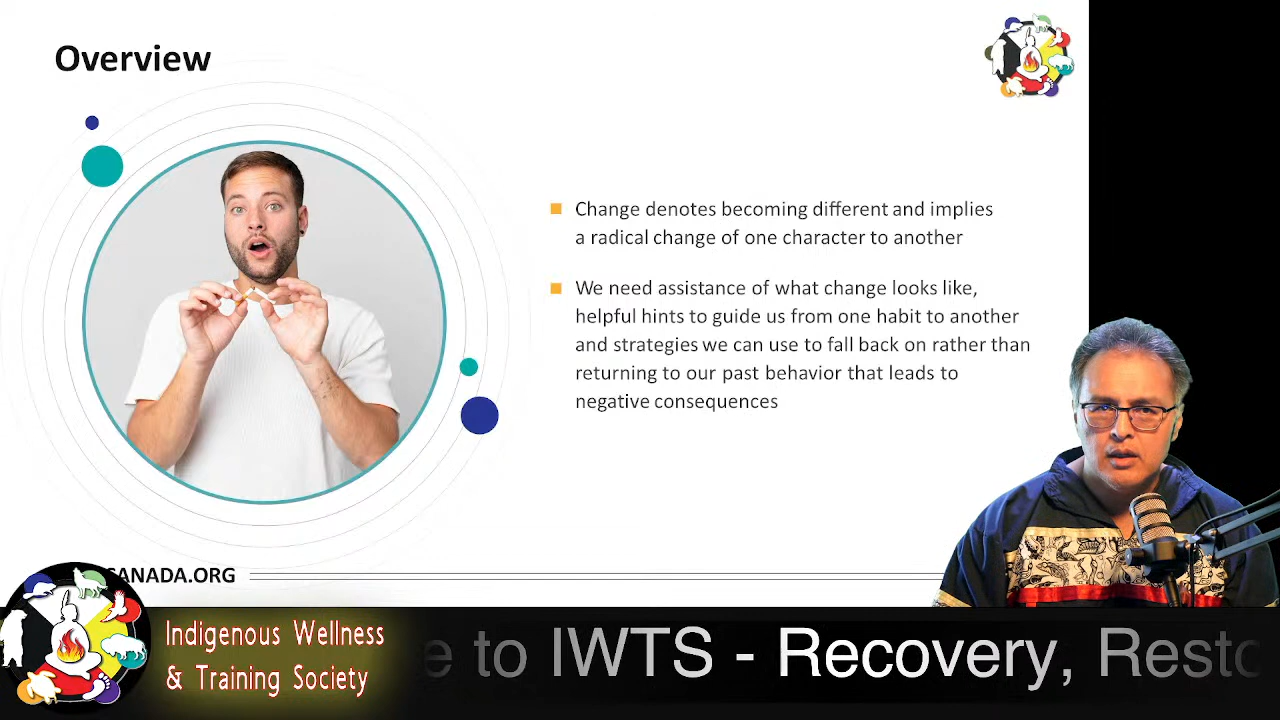 Overview
Change denotes becoming different and implies
a radical change of one character to another
We need assistance of what change looks like,
helpful hints to guide us from one habit to another
and strategies we can use to fall back on rather than
returning to our past behavior that leads to
negative consequences
CANADA.ORG
Indigenous Wellness
& Training Society
e to IWTS - Recovery, Resto